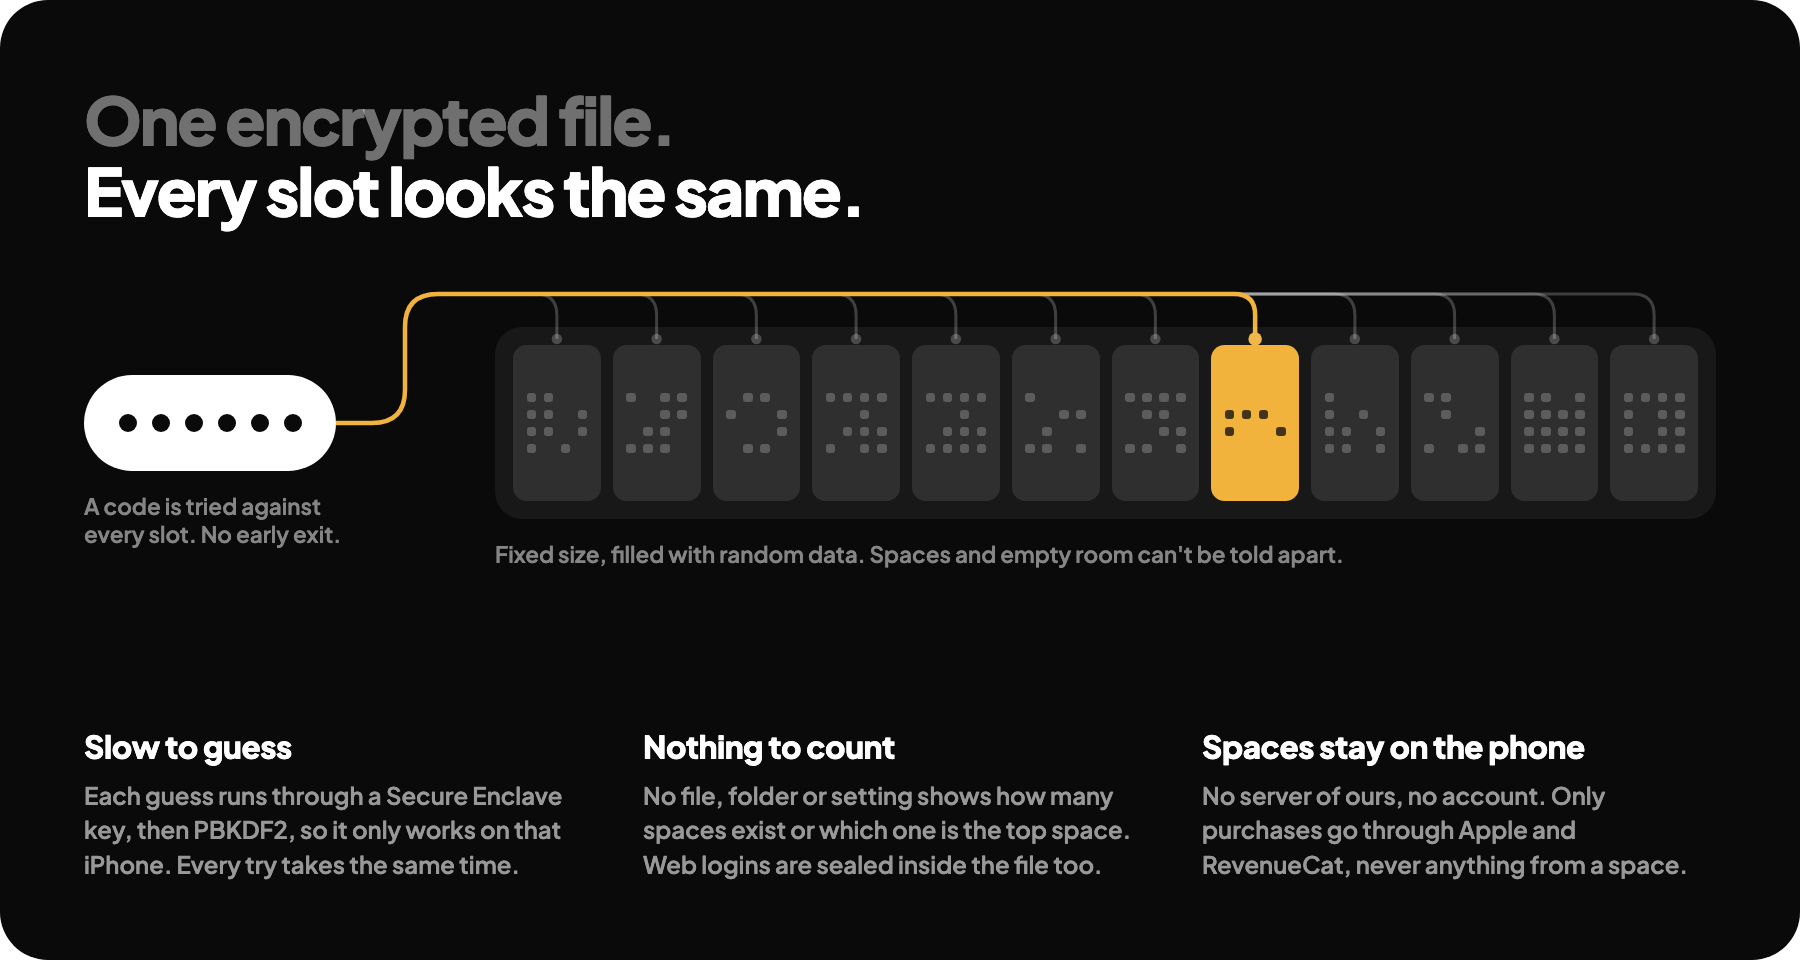 One encrypted file.
Every slot looks the same.
A code is tried against
every slot. No early exit.
Fixed size, filled with random data. Spaces and empty room can't be told apart.
Slow to guess
Each guess runs through a Secure Enclave
key, then PBKDF2, so it only works on that
iPhone. Every try takes the same time.
Nothing to count
No file, folder or setting shows how many
spaces exist or which one is the top space.
Web logins are sealed inside the file too.
Spaces stay on the phone
No server of ours, no account. Only
purchases go through Apple and
RevenueCat, never anything from a space.